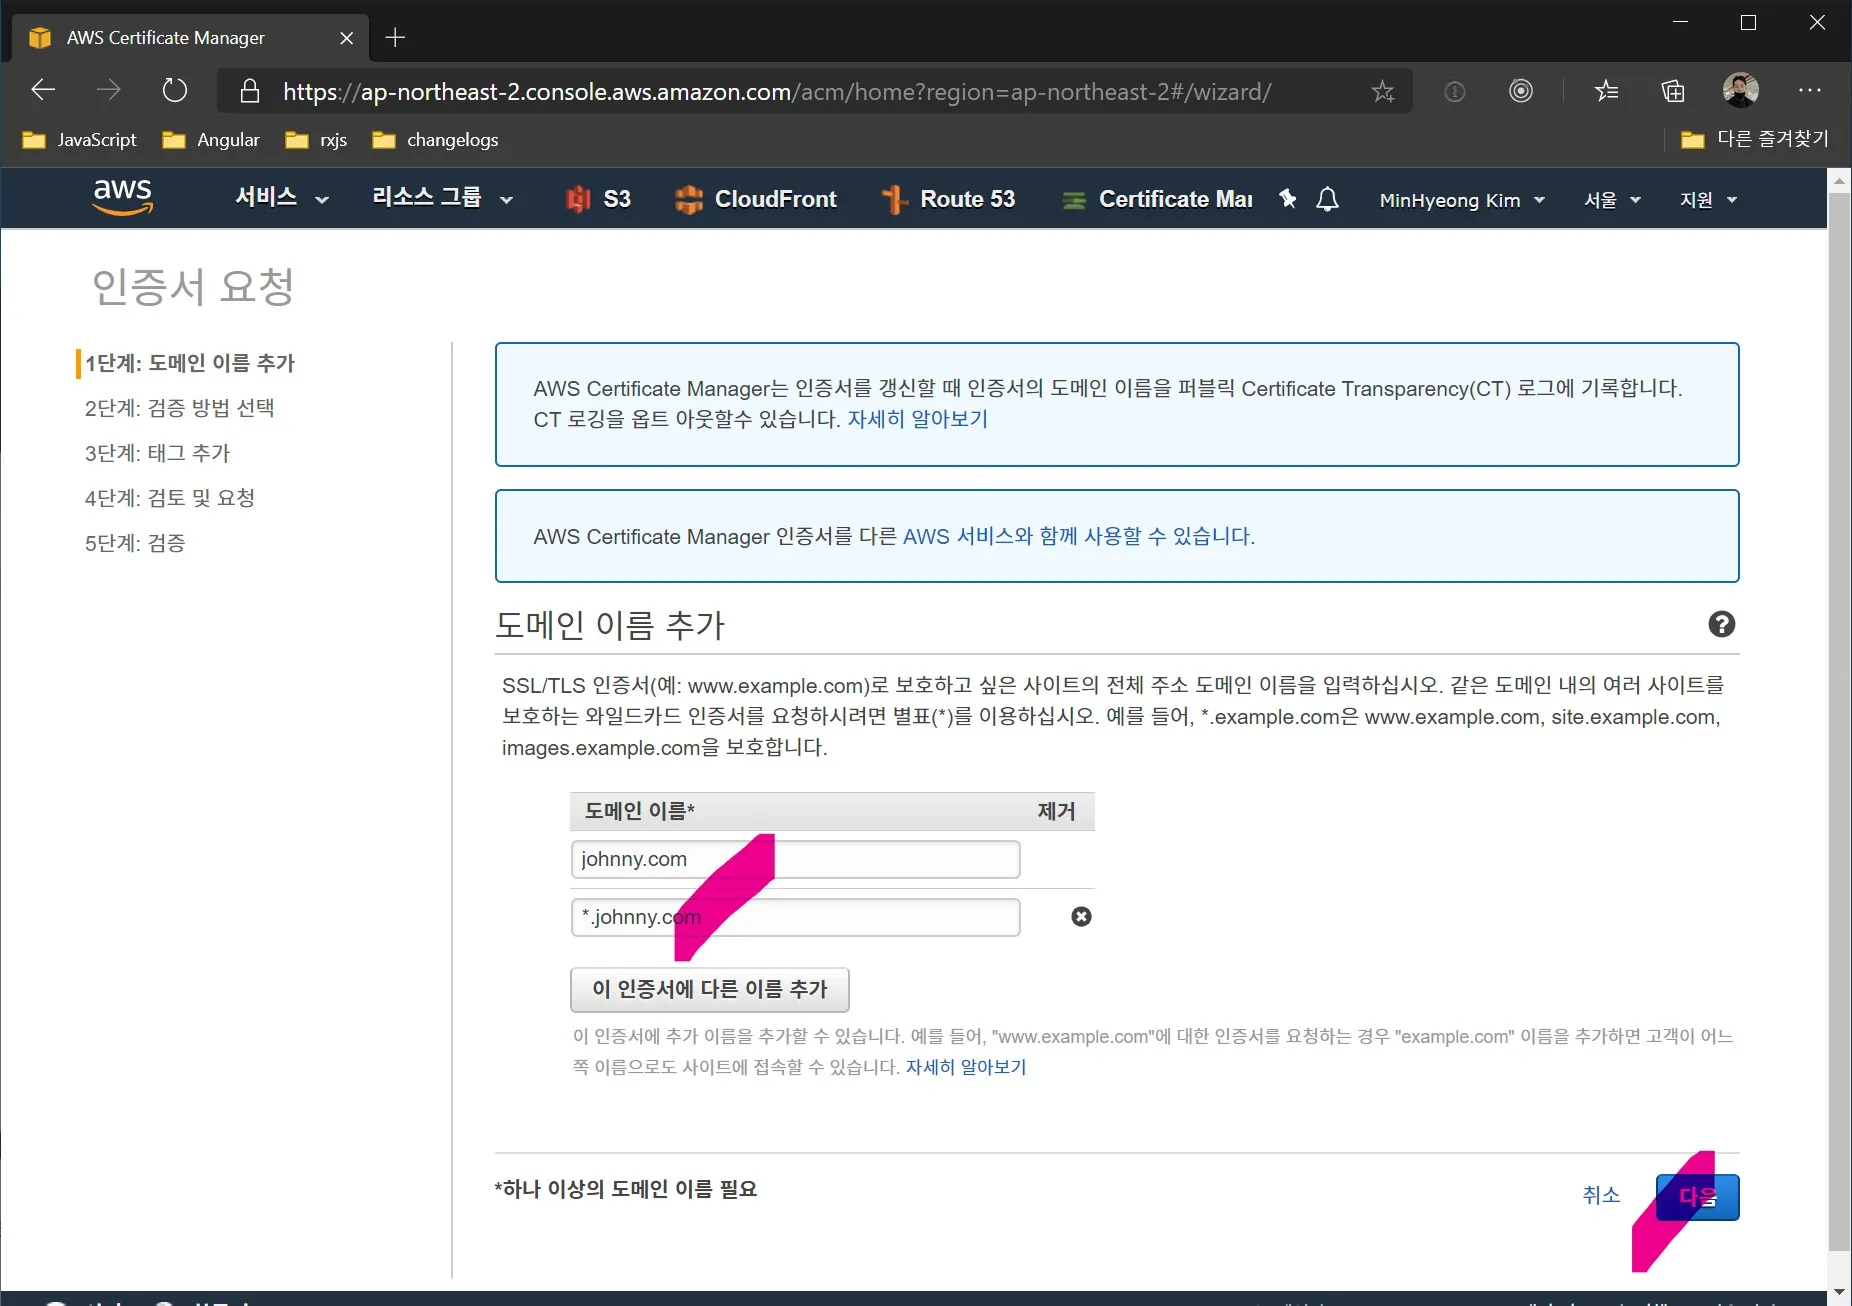 AWS Certificate Manager
https://ap-northeast-2.console.aws.amazon.com/acm/home?region=ap-northeast-2#/wizard/
JavaScript Angular rxjs changelogs 다른 즐겨찾기
aws 서비스 리소스 그룹 S3 CloudFront Route 53 Certificate Mar MinHyeong Kim 서울 지원
인증서 요청
1단계: 도메인 이름 추가
2단계: 검증 방법 선택
3단계: 태그 추가
4단계: 검토 및 요청
5단계: 검증
AWS Certificate Manager는 인증서를 갱신할 때 인증서의 도메인 이름을 퍼블릭 Certificate Transparency(CT) 로그에 기록합니다.
CT 로깅을 옵트 아웃할수 있습니다. 자세히 알아보기
AWS Certificate Manager 인증서를 다른 AWS 서비스와 함께 사용할 수 있습니다.
도메인 이름 추가
SSL/TLS 인증서(예: www.example.com)로 보호하고 싶은 사이트의 전체 주소 도메인 이름을 입력하십시오. 같은 도메인 내의 여러 사이트를
보호하는 와일드카드 인증서를 요청하시려면 별표(*)를 이용하십시오. 예를 들어, *.example.com은 www.example.com, site.example.com,
images.example.com을 보호합니다.
도메인 이름* 제거
johnny.com
*.johnny.com
이 인증서에 다른 이름 추가
이 인증서에 추가 이름을 추가할 수 있습니다. 예를 들어, "www.example.com"에 대한 인증서를 요청하는 경우 "example.com" 이름을 추가하면 고객이 어느
쪽 이름으로도 사이트에 접속할 수 있습니다. 자세히 알아보기
*하나 이상의 도메인 이름 필요
취소 다음